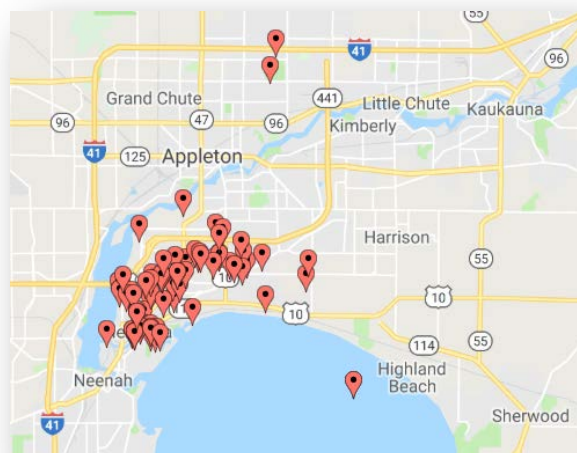 55
41
96
Grand Chute
441
Little Chute
Kaukauna
96
47
96
Kimberly
41
125
Appleton
Harrison
55
10
10
114
55
Neenah
Highland
Beach
Sherwood
41